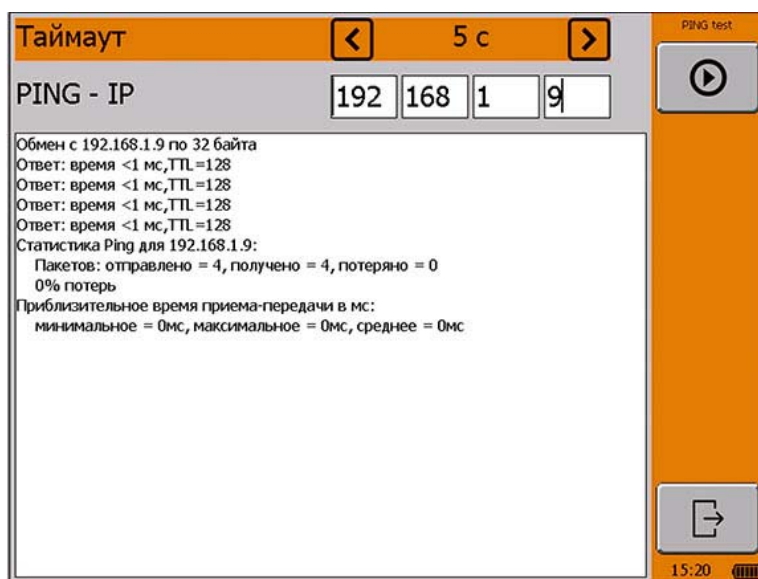 Таймаут 5 с
PING test
PING - IP 192 168 1 9
Обмен с 192.168.1.9 по 32 байта
Ответ: время <1 мс,TTL=128
Ответ: время <1 мс,TTL=128
Ответ: время <1 мс,TTL=128
Ответ: время <1 мс,TTL=128
Статистика Ping для 192.168.1.9:
Пакетов: отправлено = 4, получено = 4, потеряно = 0
0% потерь
Приблизительное время приема-передачи в мс:
минимальное = 0мс, максимальное = 0мс, среднее = 0мс
15:20